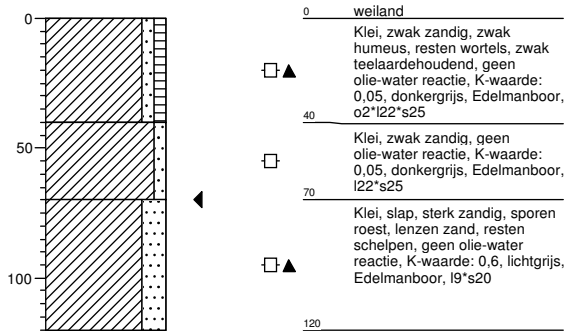 0
50
100
0 weiland
Klei, zwak zandig, zwak
humeus, resten wortels, zwak
teelaardehoudend, geen
olie-water reactie, K-waarde:
0,05, donkergrijs, Edelmanboor,
o2*l22*s25
40
Klei, zwak zandig, geen
olie-water reactie, K-waarde:
0,05, donkergrijs, Edelmanboor,
l22*s25
70
Klei, slap, sterk zandig, sporen
roest, lenzen zand, resten
schelpen, geen olie-water
reactie, K-waarde: 0,6, lichtgrijs,
Edelmanboor, l9*s20
120